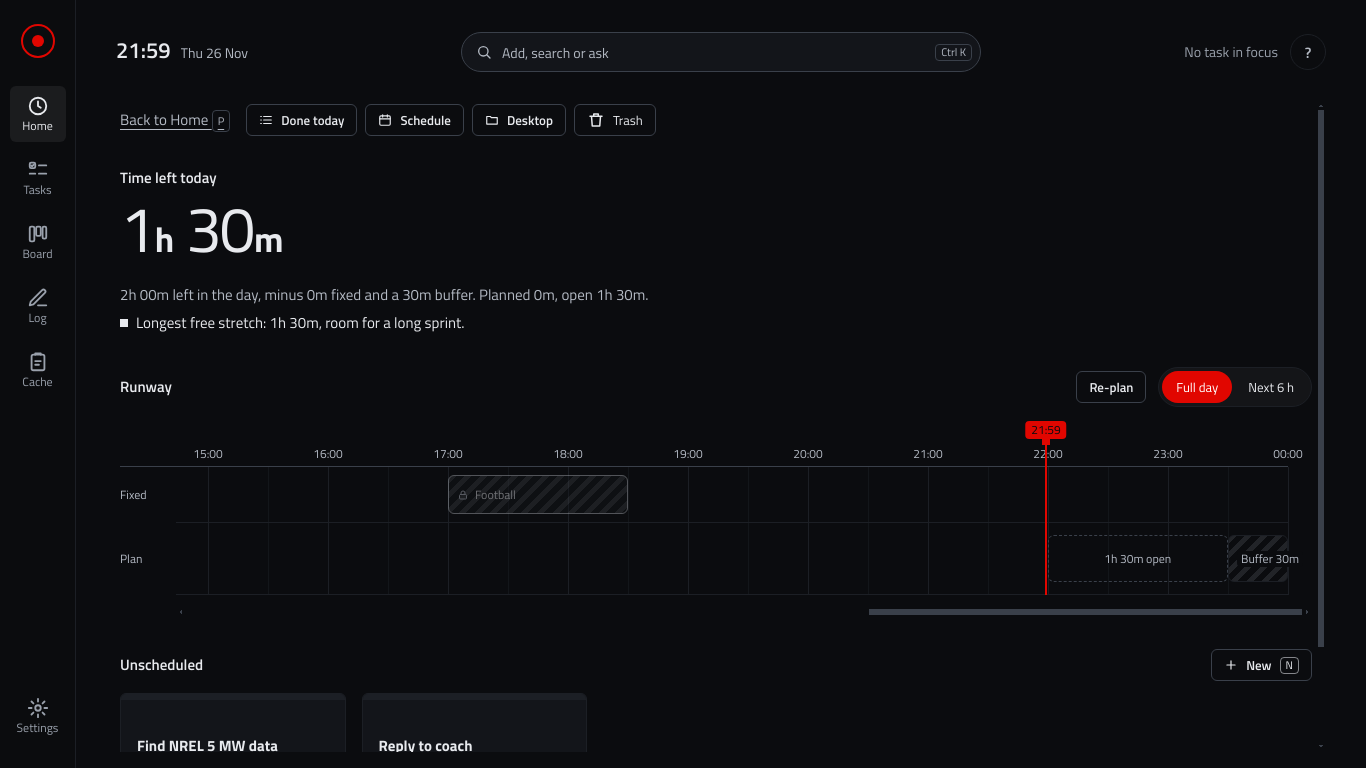 21:59 Thu 26 Nov
Add, search or ask Ctrl K
No task in focus ?
Home
Tasks
Board
Log
Cache
Settings
Back to Home P
Done today
Schedule
Desktop
Trash
Time left today
1h 30m
2h 00m left in the day, minus 0m fixed and a 30m buffer. Planned 0m, open 1h 30m.
Longest free stretch: 1h 30m, room for a long sprint.
Runway
Re-plan
Full day
Next 6 h
21:59
15:00 16:00 17:00 18:00 19:00 20:00 21:00 22:00 23:00 00:00
Fixed
Football
Plan
1h 30m open
Buffer 30m
Unscheduled
New N
Find NREL 5 MW data
Reply to coach